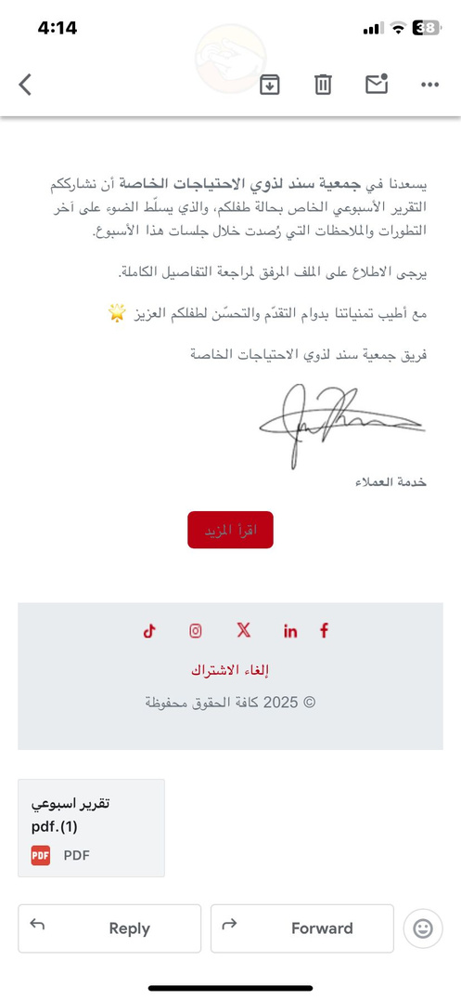 4:14
38
يسعدنا في جمعية سند لذوي الاحتياجات الخاصة أن نشارككم
التقرير الأسبوعي الخاص بحالة طفلكم، والذي يسلّط الضوء على آخر
التطورات والملاحظات التي رُصدت خلال جلسات هذا الأسبوع.
يرجى الاطلاع على الملف المرفق لمراجعة التفاصيل الكاملة.
مع أطيب تمنياتنا بدوام التقدّم والتحسّن لطفلكم العزيز 🌟
فريق جمعية سند لذوي الاحتياجات الخاصة
خدمة العملاء
اقرأ المزيد
إلغاء الاشتراك
© 2025 كافة الحقوق محفوظة
تقرير اسبوعي
pdf.(1)
PDF PDF
Reply
Forward